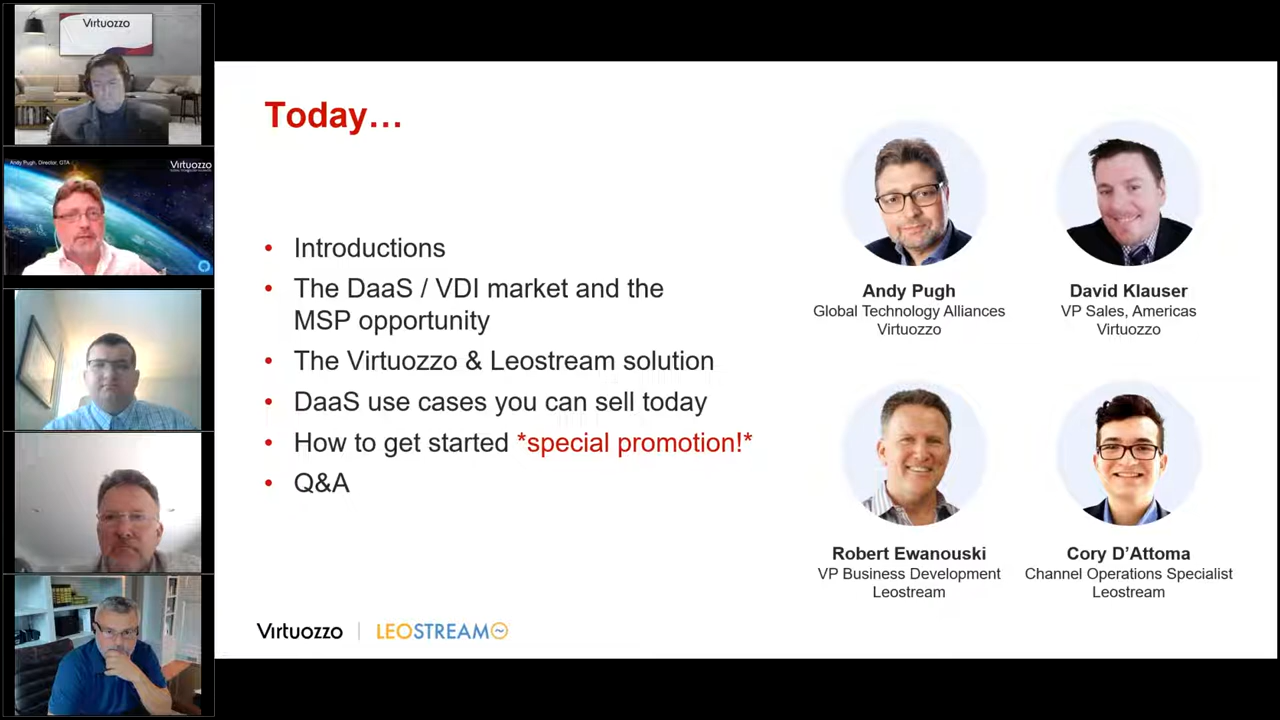 Virtuozzo
Andy Pugh, Director, GTA
Virtuozzo
Today…
• Introductions
• The DaaS / VDI market and the
MSP opportunity
• The Virtuozzo & Leostream solution
• DaaS use cases you can sell today
• How to get started *special promotion!*
• Q&A
Andy Pugh
Global Technology Alliances
Virtuozzo
David Klauser
VP Sales, Americas
Virtuozzo
Robert Ewanouski
VP Business Development
Leostream
Cory D’Attoma
Channel Operations Specialist
Leostream
Virtuozzo | LEOSTREAM